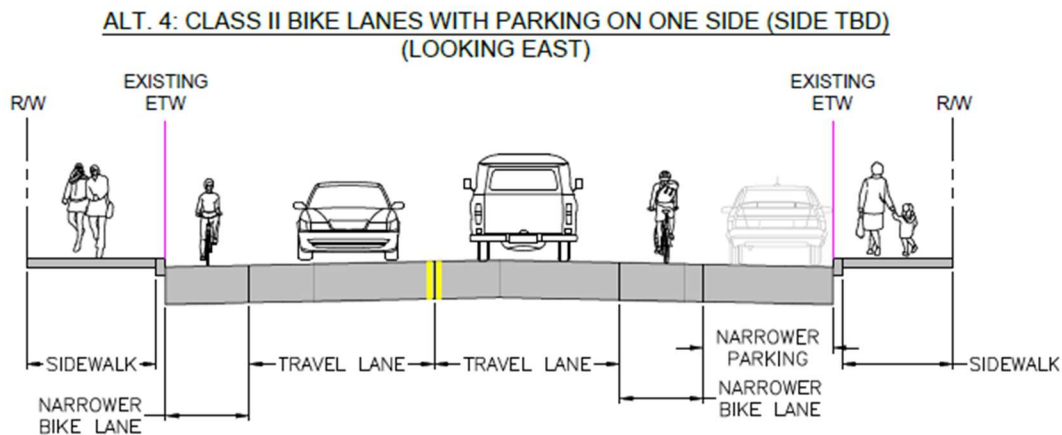 ALT. 4: CLASS II BIKE LANES WITH PARKING ON ONE SIDE (SIDE TBD)
(LOOKING EAST)
R/W
EXISTING
ETW
EXISTING
ETW
R/W
SIDEWALK
TRAVEL LANE
TRAVEL LANE
NARROWER
PARKING
SIDEWALK
NARROWER
BIKE LANE
NARROWER
BIKE LANE